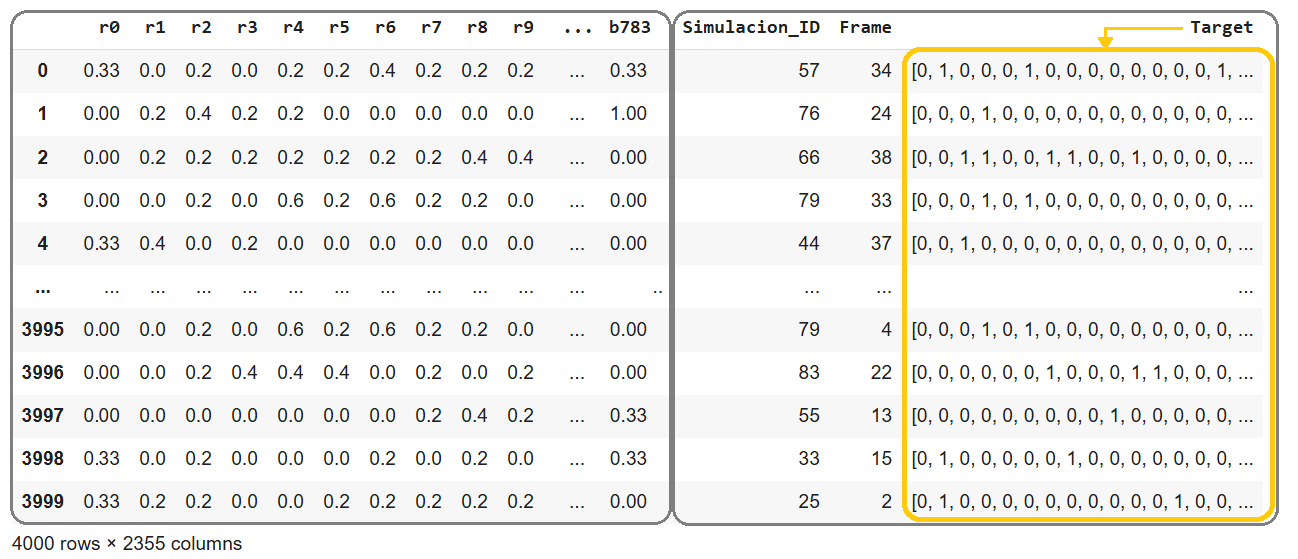 r0 r1 r2 r3 r4 r5 r6 r7 r8 r9 ... b783 Simulacion_ID Frame Target
0 0.33 0.0 0.2 0.0 0.2 0.2 0.4 0.2 0.2 0.2 ... 0.33 57 34 [0, 1, 0, 0, 0, 1, 0, 0, 0, 0, 0, 0, 0, 0, 1, ...
1 0.00 0.2 0.4 0.2 0.2 0.0 0.0 0.0 0.0 0.0 ... 1.00 76 24 [0, 0, 0, 1, 0, 0, 0, 0, 0, 0, 0, 0, 0, 0, 0, ...
2 0.00 0.2 0.2 0.2 0.2 0.2 0.2 0.2 0.4 0.4 ... 0.00 66 38 [0, 0, 1, 1, 0, 0, 1, 1, 0, 0, 1, 0, 0, 0, 0, ...
3 0.00 0.0 0.2 0.0 0.6 0.2 0.6 0.2 0.2 0.0 ... 0.00 79 33 [0, 0, 0, 1, 0, 1, 0, 0, 0, 0, 0, 0, 0, 0, 0, ...
4 0.33 0.4 0.0 0.2 0.0 0.0 0.0 0.0 0.0 0.0 ... 0.00 44 37 [0, 0, 1, 0, 0, 0, 0, 0, 0, 0, 0, 0, 0, 0, 0, ...
... ... ... ... ... ... ... ... ... ... ... ... .. ... ... ...
3995 0.00 0.0 0.2 0.0 0.6 0.2 0.6 0.2 0.2 0.0 ... 0.00 79 4 [0, 0, 0, 1, 0, 1, 0, 0, 0, 0, 0, 0, 0, 0, 0, ...
3996 0.00 0.0 0.2 0.4 0.4 0.4 0.0 0.2 0.0 0.2 ... 0.00 83 22 [0, 0, 0, 0, 0, 0, 1, 0, 0, 0, 1, 1, 0, 0, 0, ...
3997 0.00 0.0 0.0 0.0 0.0 0.0 0.0 0.2 0.4 0.2 ... 0.33 55 13 [0, 0, 0, 0, 0, 0, 0, 0, 0, 1, 0, 0, 0, 0, 0, ...
3998 0.33 0.0 0.2 0.0 0.0 0.0 0.2 0.0 0.2 0.0 ... 0.33 33 15 [0, 1, 0, 0, 0, 0, 0, 1, 0, 0, 0, 0, 0, 0, 0, ...
3999 0.33 0.2 0.2 0.0 0.0 0.2 0.2 0.2 0.2 0.2 ... 0.00 25 2 [0, 1, 0, 0, 0, 0, 0, 0, 0, 0, 0, 0, 1, 0, 0, ...
4000 rows × 2355 columns